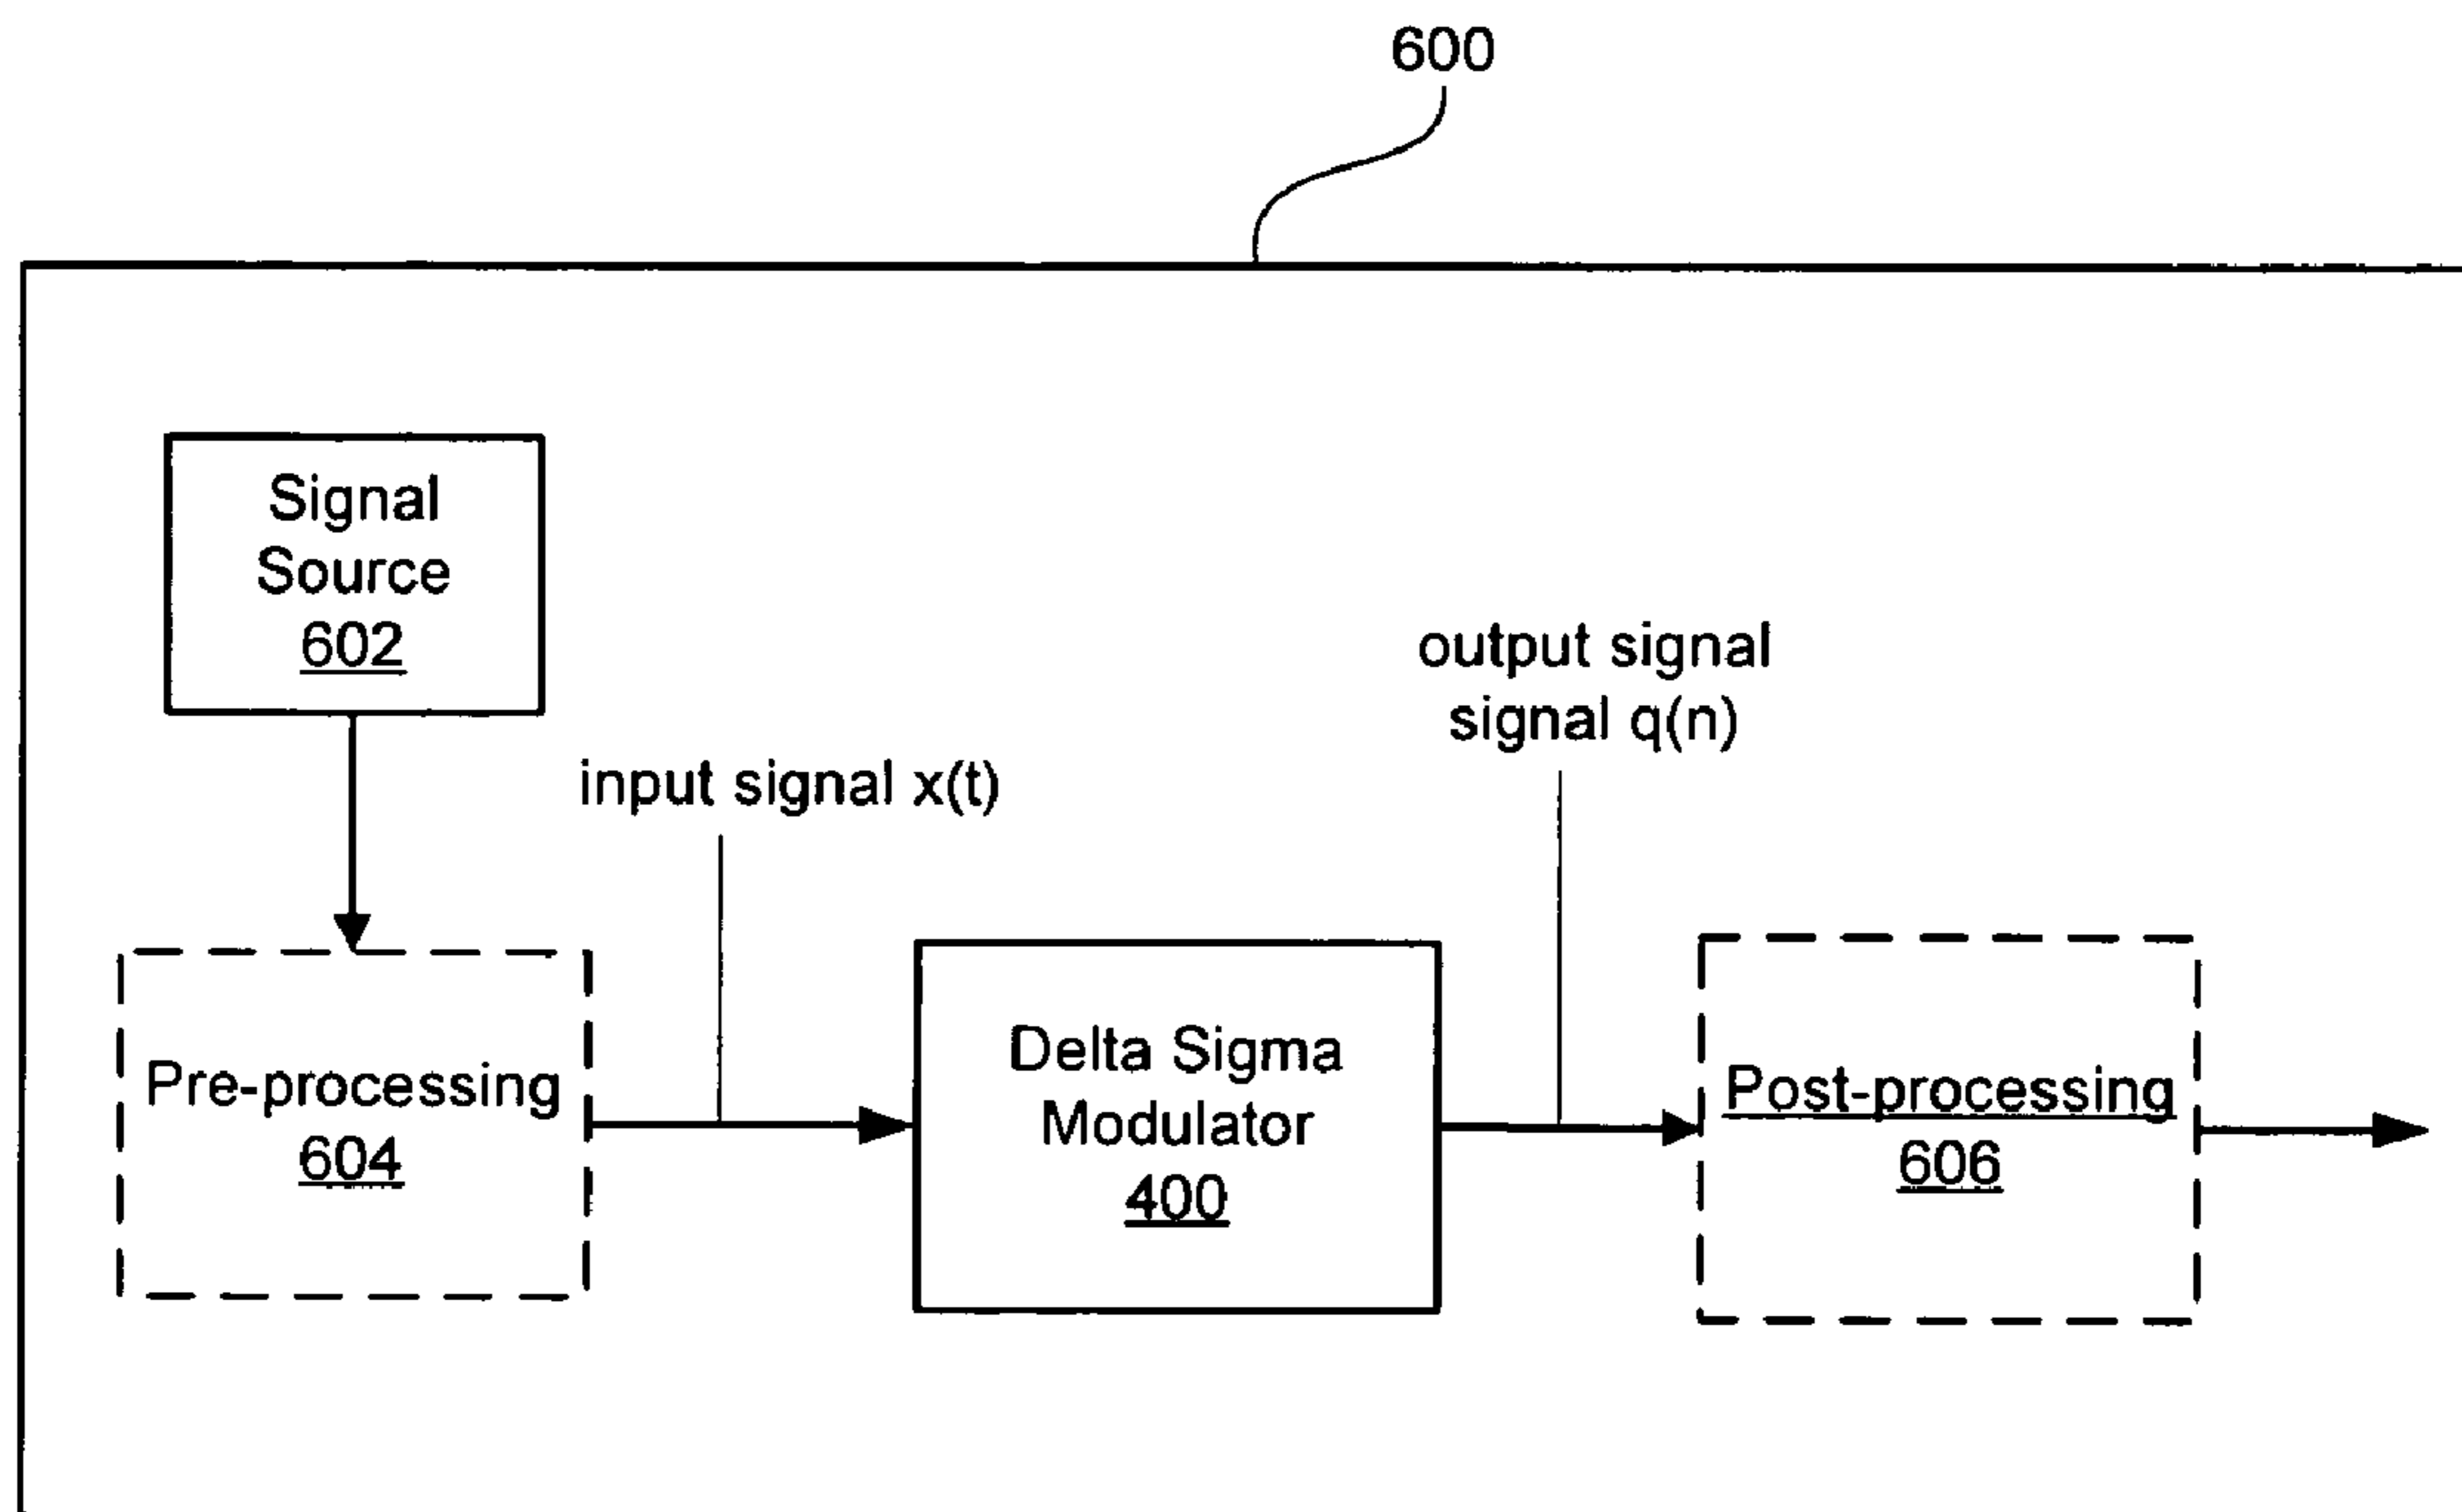 600
Signal
Source
602
output signal
signal q(n)
input signal x(t)
Pre-processing
604
Delta Sigma
Modulator
400
Post-processing
606